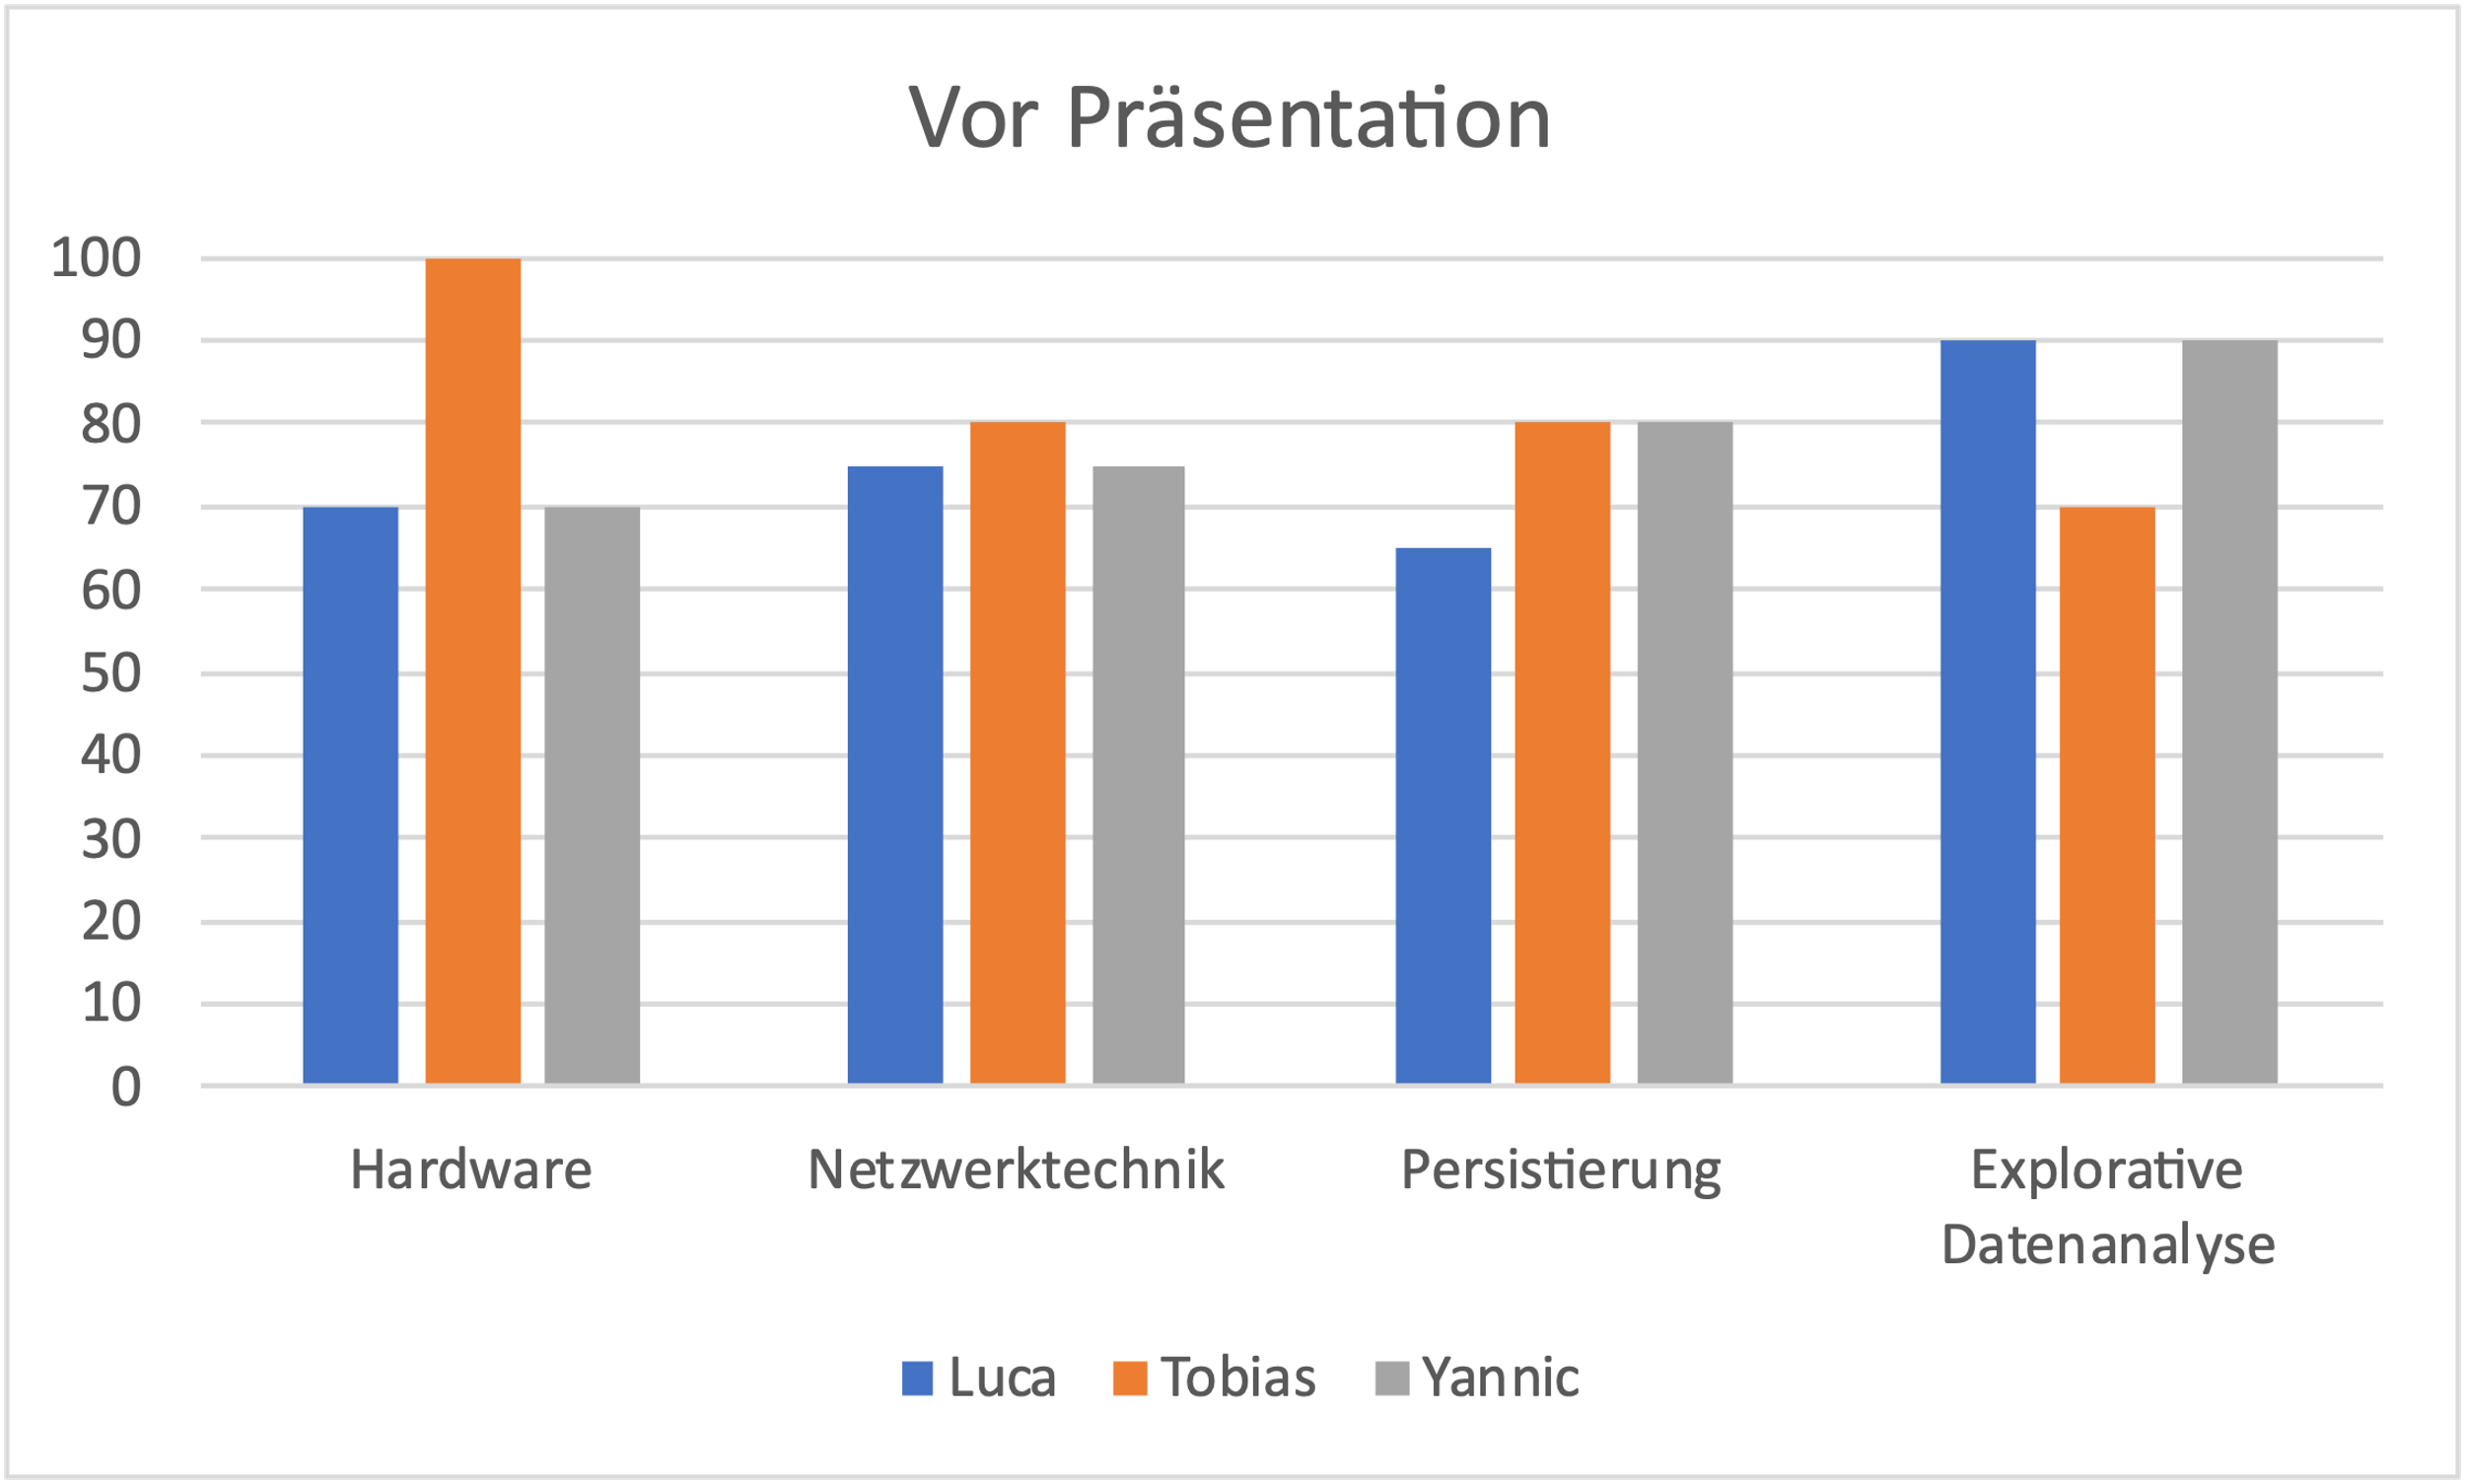 Vor Präsentation
100
90
80
70
60
50
40
30
20
10
0
Hardware Netzwerktechnik Persistierung Explorative
Datenanalyse
Luca Tobias Yannic